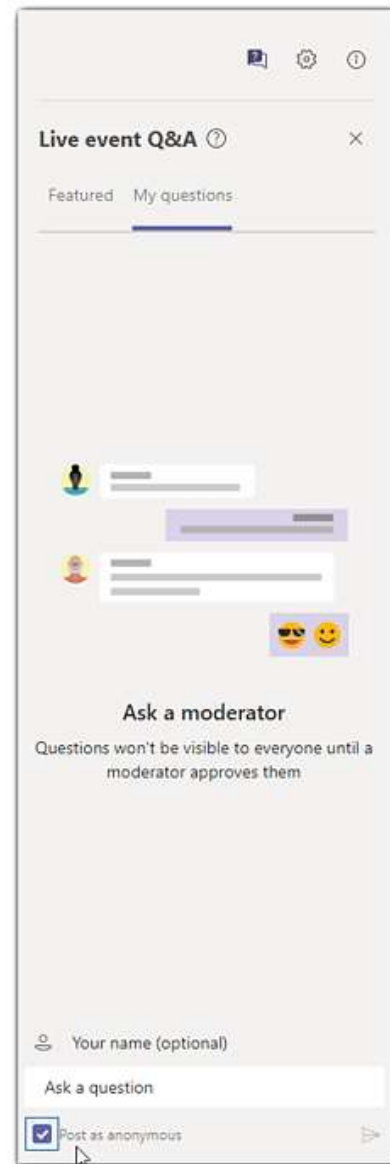 Live event Q&A
Featured My questions
Ask a moderator
Questions won't be visible to everyone until a
moderator approves them
Your name (optional)
Ask a question
Post as anonymous